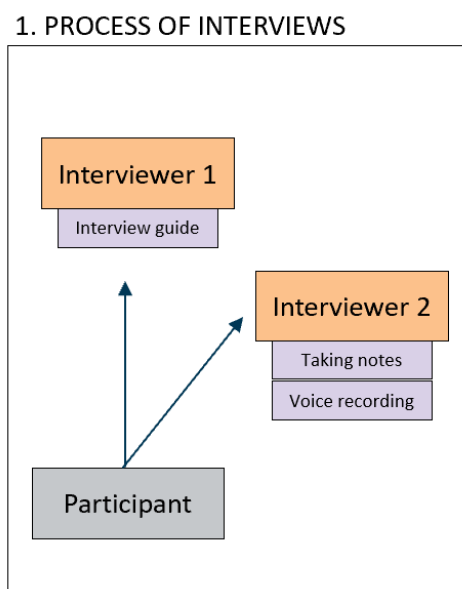 1. PROCESS OF INTERVIEWS
Interviewer 1
Interview guide
Interviewer 2
Taking notes
Voice recording
Participant